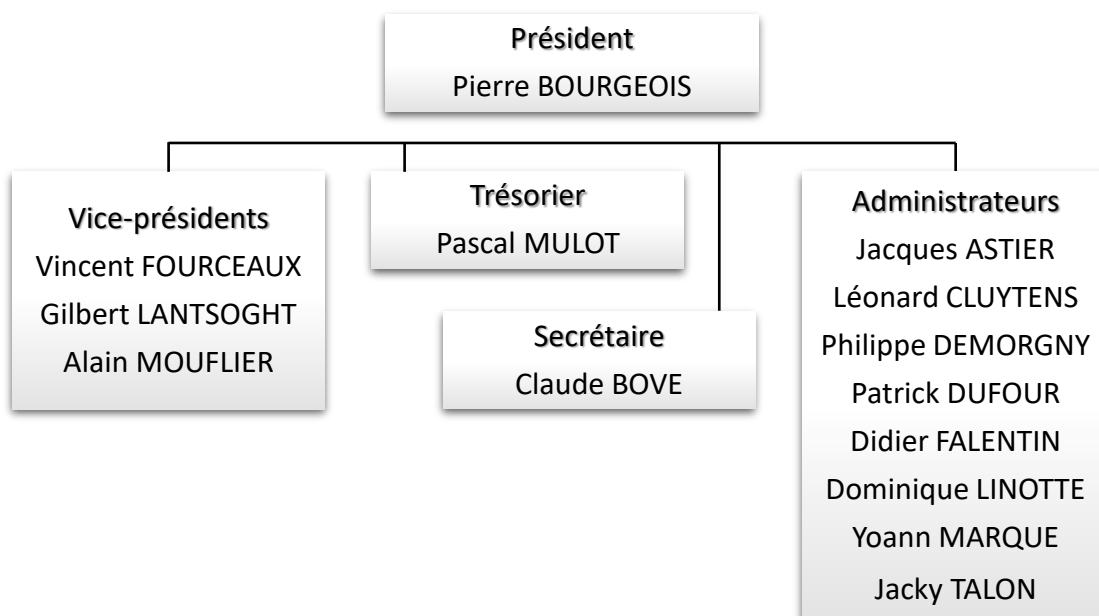 Président
Pierre BOURGEOIS
Vice-présidents
Vincent FOURCEAUX
Gilbert LANTSOGHT
Alain MOUFLIER
Trésorier
Pascal MULOT
Secrétaire
Claude BOVE
Administrateurs
Jacques ASTIER
Léonard CLUYTENS
Philippe DEMORGNY
Patrick DUFOUR
Didier FALENTIN
Dominique LINOTTE
Yoann MARQUE
Jacky TALON